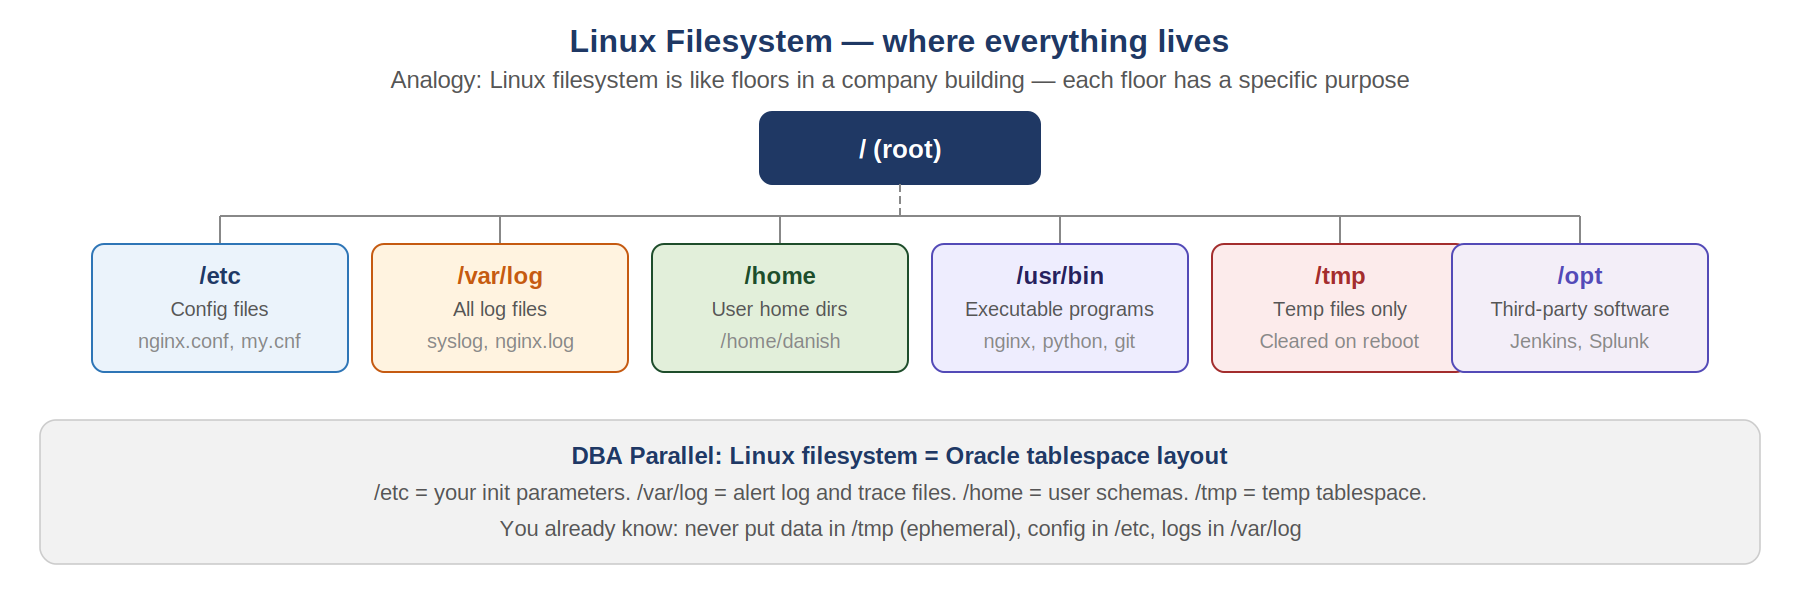 Linux Filesystem — where everything lives
Analogy: Linux filesystem is like floors in a company building — each floor has a specific purpose
/ (root)
/etc
Config files
nginx.conf, my.cnf
/var/log
All log files
syslog, nginx.log
/home
User home dirs
/home/danish
/usr/bin
Executable programs
nginx, python, git
/tmp
Temp files only
Cleared on reboot
/opt
Third-party software
Jenkins, Splunk
DBA Parallel: Linux filesystem = Oracle tablespace layout
/etc = your init parameters. /var/log = alert log and trace files. /home = user schemas. /tmp = temp tablespace.
You already know: never put data in /tmp (ephemeral), config in /etc, logs in /var/log